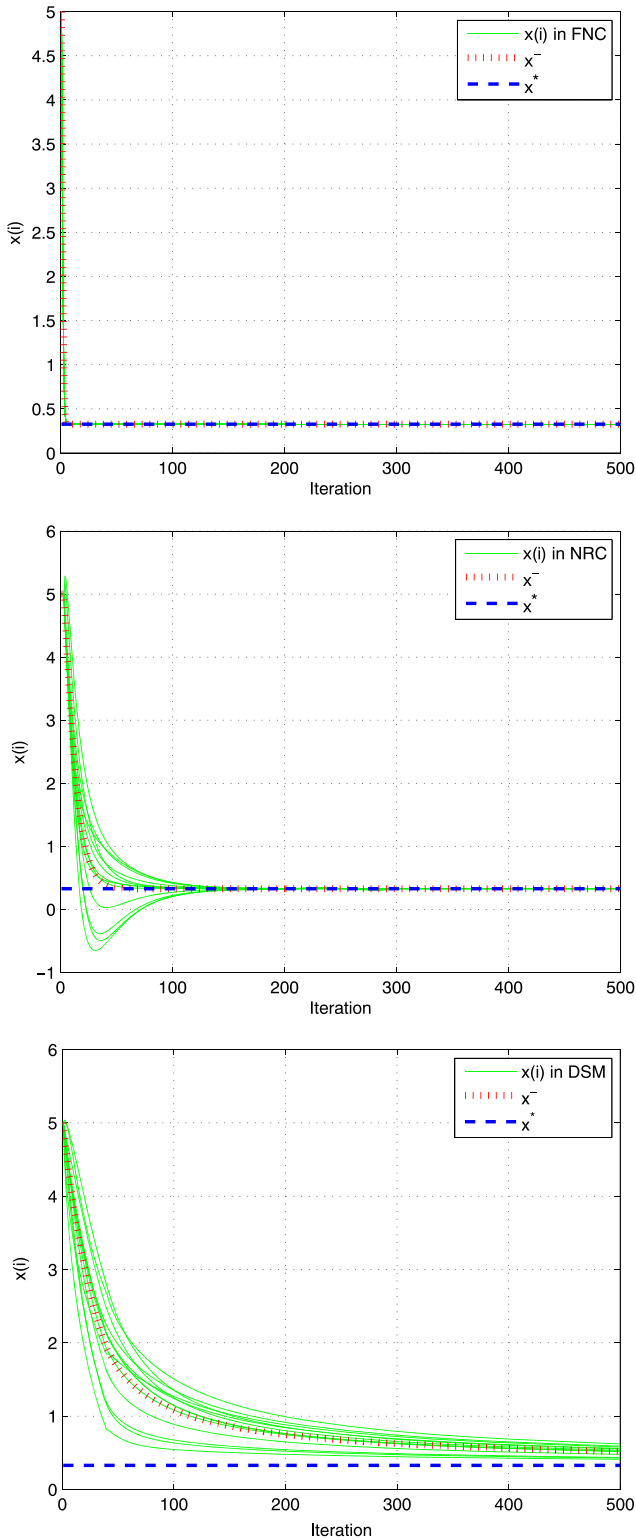 5
4.5
4
3.5
3
2.5
2
1.5
1
0.5
0
x(i)
0 100 200 300 400 500
Iteration
x(i) in FNC
x⁻
x*
6
5
4
3
2
1
0
−1
x(i)
0 100 200 300 400 500
Iteration
x(i) in NRC
x⁻
x*
6
5
4
3
2
1
0
x(i)
0 100 200 300 400 500
Iteration
x(i) in DSM
x⁻
x*